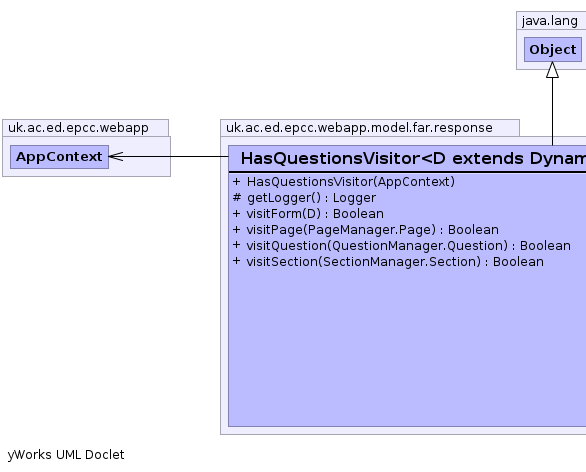 java.lang
Object
uk.ac.ed.epcc.webapp
AppContext
uk.ac.ed.epcc.webapp.model.far.response
HasQuestionsVisitor<D extends Dynam
+ HasQuestionsVisitor(AppContext)
# getLogger() : Logger
+ visitForm(D) : Boolean
+ visitPage(PageManager.Page) : Boolean
+ visitQuestion(QuestionManager.Question) : Boolean
+ visitSection(SectionManager.Section) : Boolean
yWorks UML Doclet